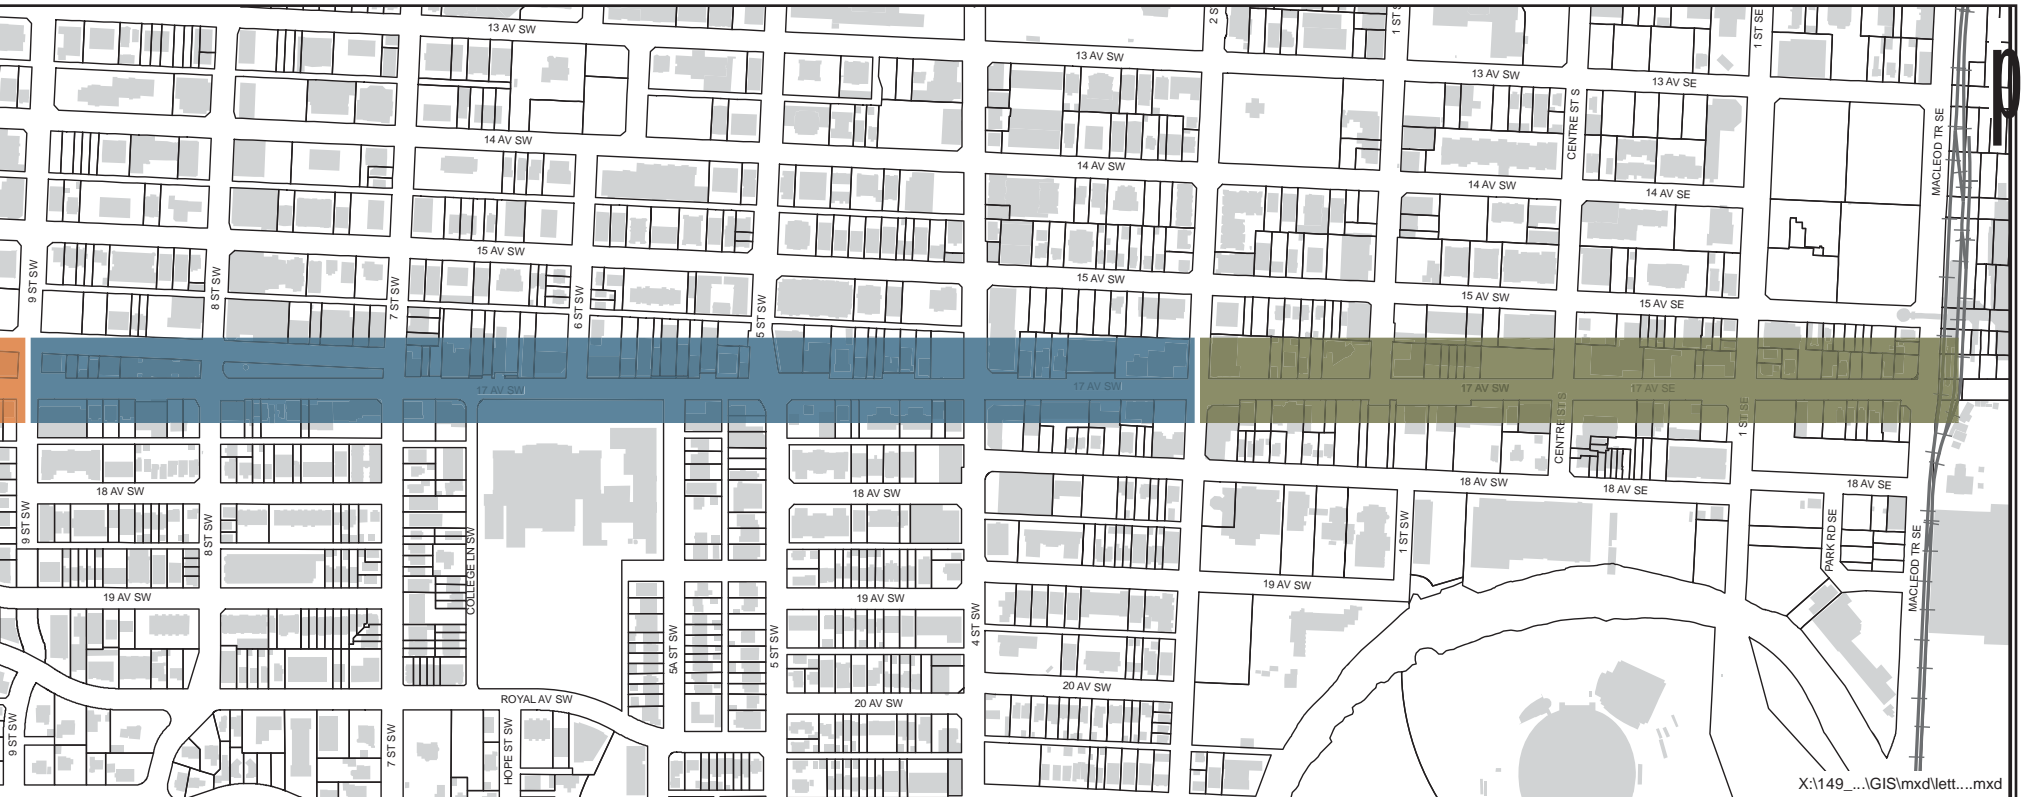 13 AV SW
2 S
1 ST S
1 ST SE
13 AV SW
13 AV SW
13 AV SE
p
14 AV SW
CENTRE ST S
MACLEOD TR SE
14 AV SW
14 AV SW
14 AV SE
15 AV SW
9 ST SW
8 ST SW
7 ST SW
6 ST SW
5 ST SW
15 AV SW
15 AV SW
15 AV SE
17 AV SW
17 AV SW
17 AV SW
17 AV SE
CENTRE ST S
1 ST SE
18 AV SW
18 AV SW
18 AV SW
18 AV SE
18 AV SE
9 ST SW
8 ST SW
COLLEGE LN SW
1 ST SW
PARK RD SE
MACLEOD TR SE
19 AV SW
19 AV SW
19 AV SW
5A ST SW
5 ST SW
4 ST SW
20 AV SW
ROYAL AV SW
20 AV SW
9 ST SW
7 ST SW
HOPE ST SW
X:\149_...\GIS\mxd\lett....mxd